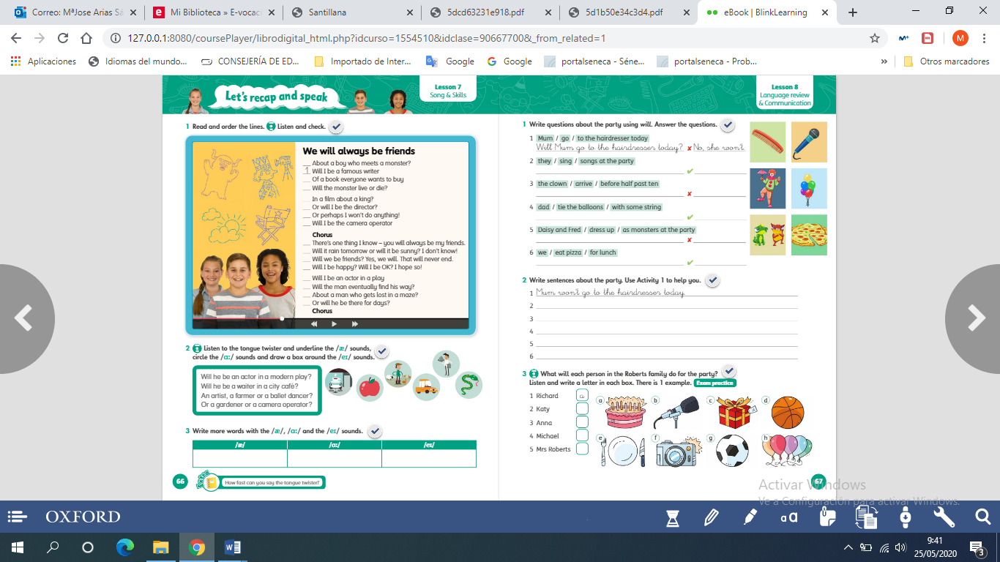 Correo: MªJose Arias Sá
Mi Biblioteca » E-vocaci
Santillana
5dcd63231e918.pdf
5d1b50e34c3d4.pdf
eBook | BlinkLearning
127.0.0.1:8080/coursePlayer/librodigital_html.php?idcurso=1554510&idclase=90667700&_from_related=1
M
Aplicaciones
Idiomas del mundo...
CONSEJERÍA DE ED...
Importado de Inter...
Google
Google
portalseneca - Séne...
portalseneca - Prob...
»
Otros marcadores
Let's recap and speak
Lesson 7
Song & Skills
1 Read and order the lines. Listen and check.
We will always be friends
__ About a boy who meets a monster?
1 Will I be a famous writer
__ Of a book everyone wants to buy
__ Will the monster live or die?
__ In a film about a king?
__ Or will I be the director?
__ Or perhaps I won't do anything!
__ Will I be the camera operator
Chorus
__ There's one thing I know – you will always be my friends.
__ Will it rain tomorrow or will it be sunny? I don't know!
__ Will we be friends? Yes, we will. That will never end.
__ Will I be happy? Will I be OK? I hope so!
__ Will I be an actor in a play
__ Will the man eventually find his way?
__ About a man who gets lost in a maze?
__ Or will he be there for days?
Chorus
2 Listen to the tongue twister and underline the /æ/ sounds,
circle the /ɑː/ sounds and draw a box around the /eɪ/ sounds.
Will he be an actor in a modern play?
Will he be a waiter in a city café?
An artist, a farmer or a ballet dancer?
Or a gardener or a camera operator?
3 Write more words with the /æ/, /ɑː/ and the /eɪ/ sounds.
/æ/ /ɑː/ /eɪ/
66
Extra
How fast can you say the tongue twister?
Lesson 8
Language review
& Communication
1 Write questions about the party using will. Answer the questions.
1 Mum / go / to the hairdresser today
Will Mum go to the hairdresser today? ✗ No, she won't.
2 they / sing / songs at the party
✓
3 the clown / arrive / before half past ten
✗
4 dad / tie the balloons / with some string
✓
5 Daisy and Fred / dress up / as monsters at the party
✗
6 we / eat pizza / for lunch
✓
2 Write sentences about the party. Use Activity 1 to help you.
1 Mum won't go to the hairdresser today.
2
3
4
5
6
3 What will each person in the Roberts family do for the party?
Listen and write a letter in each box. There is 1 example. Exam practice
1 Richard
2 Katy
3 Anna
4 Michael
5 Mrs Roberts
a b c d
e f g h
67
Activar Windows
Ve a Configuración para activar Windows.
OXFORD
aa
9:41
25/05/2020
3